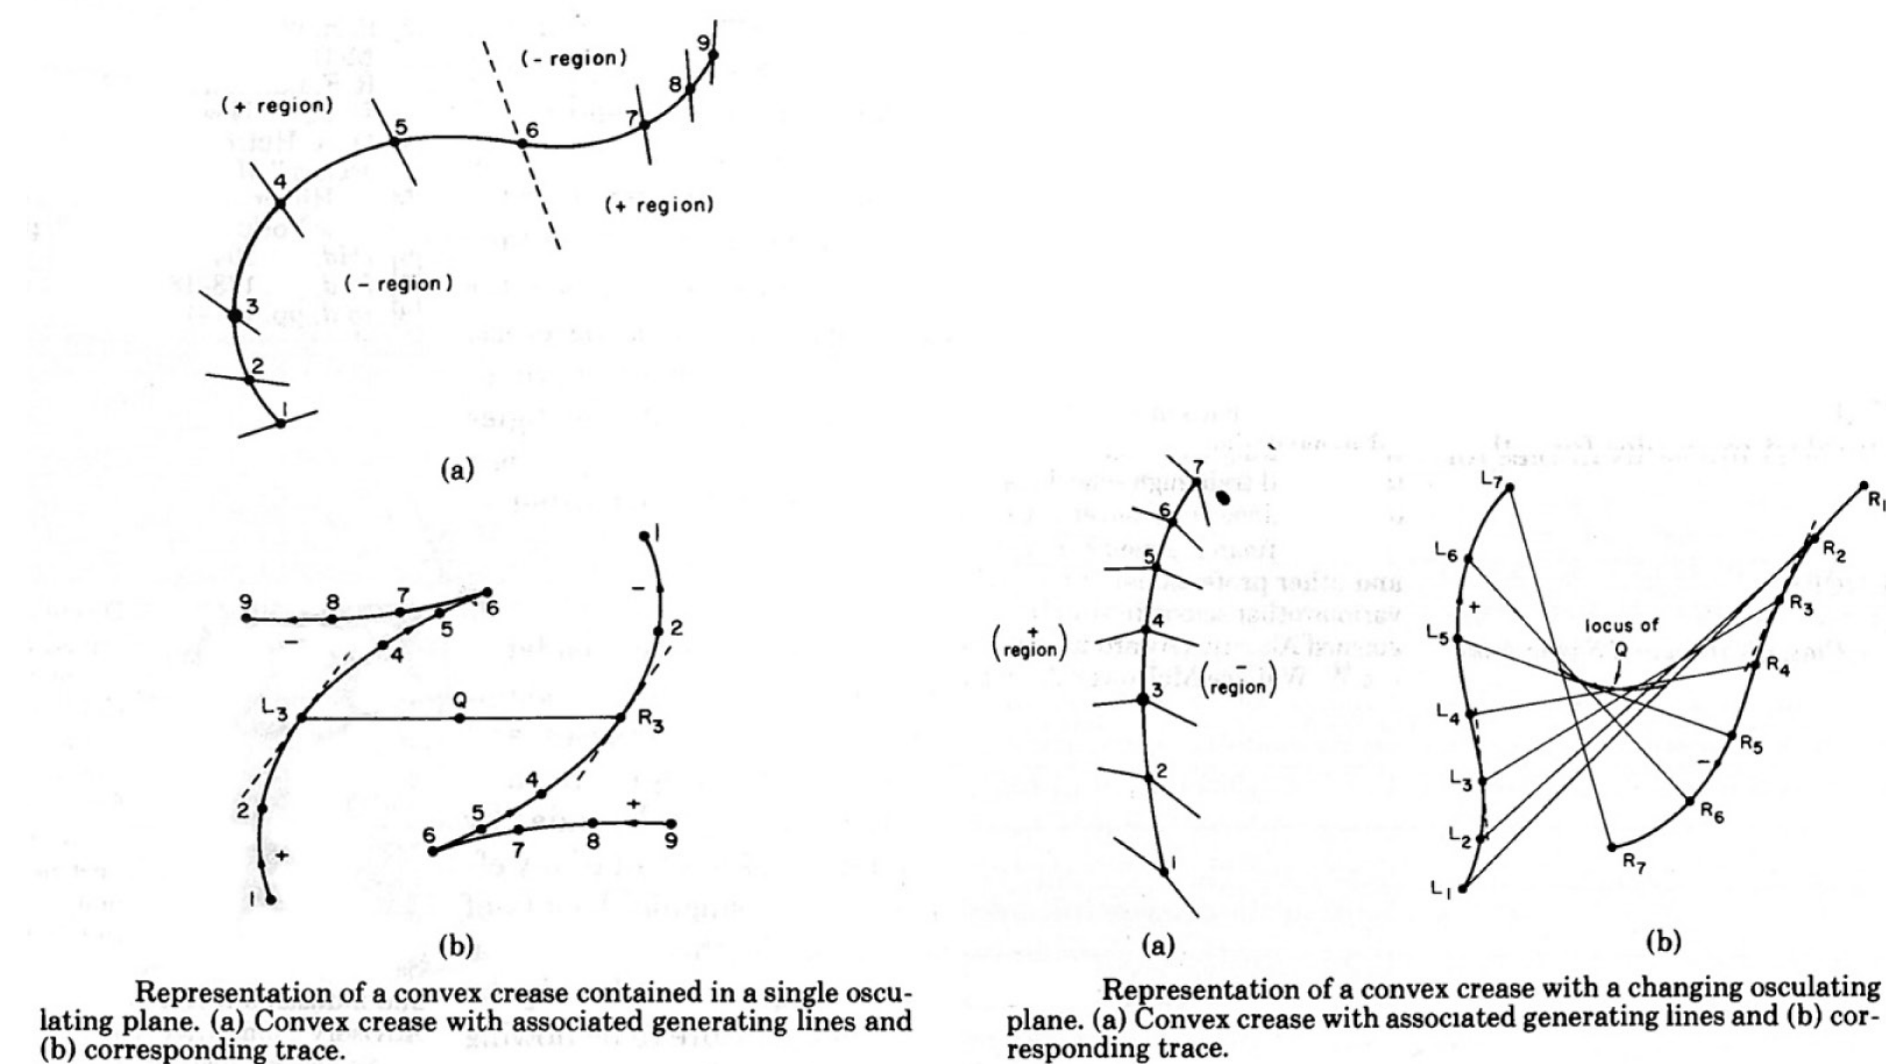 9
(- region)
8
(+ region)
7
5
6
4
(+ region)
(- region)
3
2
1
(a)
1
-
9
8
7
6
5
2
-
4
L3
Q
R3
4
2
5
+
6
7
8
9
+
1
(b)
Representation of a convex crease contained in a single oscu-
lating plane. (a) Convex crease with associated generating lines and
(b) corresponding trace.
7
6
5
4
(+ region)
(- region)
3
2
1
(a)
L7
R1
L6
R2
+
R3
locus of
Q
L5
R4
L4
R5
-
L3
R6
L2
R7
L1
(b)
Representation of a convex crease with a changing osculating
plane. (a) Convex crease with associated generating lines and (b) cor-
responding trace.